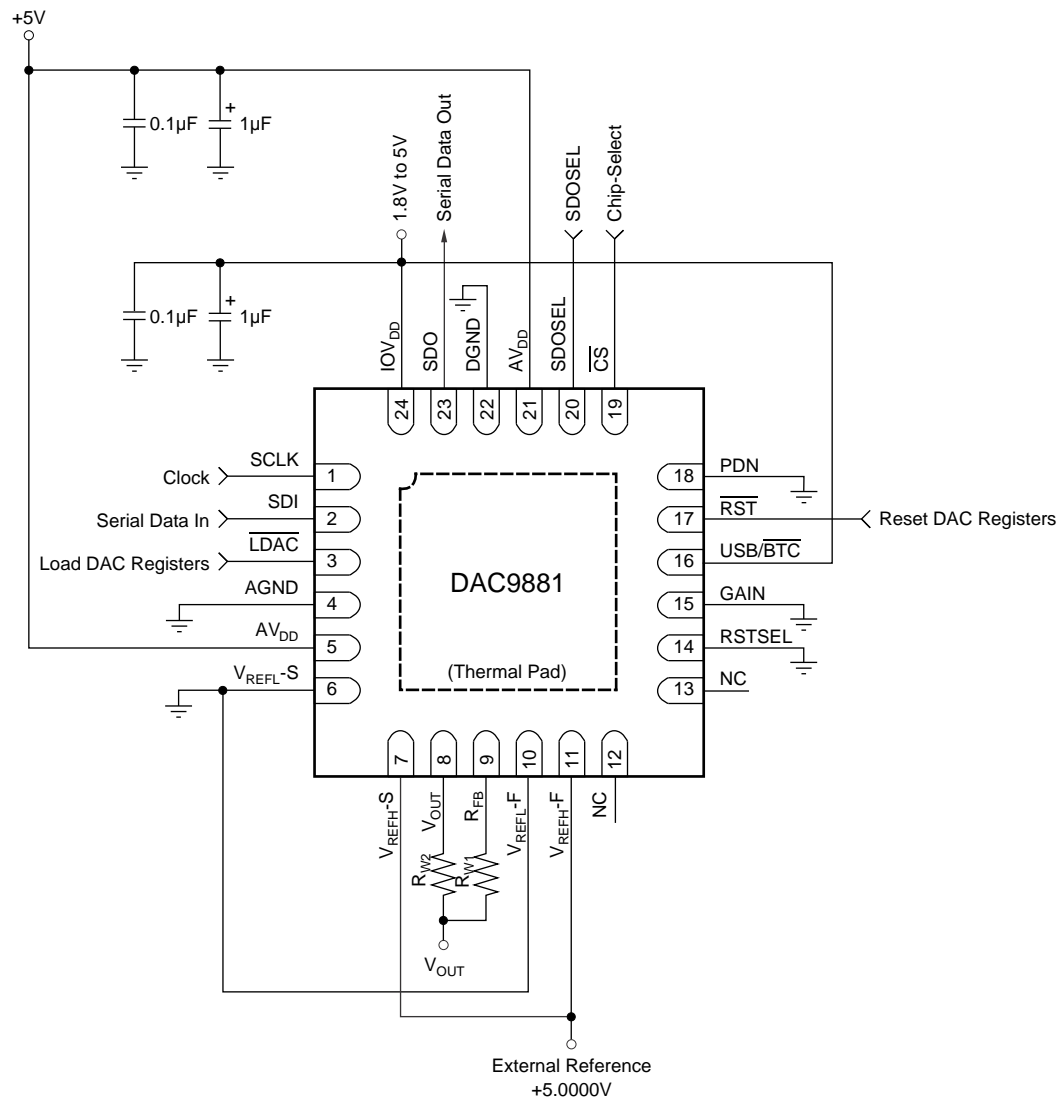 +5V
0.1µF
1µF
+
Serial Data Out
1.8V to 5V
SDOSEL
Chip-Select
0.1µF
1µF
+
IOVDD
SDO
DGND
AVDD
SDOSEL
CS
24
23
22
21
20
19
Clock
SCLK
1
Serial Data In
SDI
2
Load DAC Registers
LDAC
3
AGND
4
AVDD
5
VREFL-S
6
DAC9881
(Thermal Pad)
18
PDN
17
RST
Reset DAC Registers
16
USB/BTC
15
GAIN
14
RSTSEL
13
NC
7
8
9
10
11
12
VREFH-S
VOUT
RFB
VREFL-F
VREFH-F
NC
RW2
RW1
VOUT
External Reference
+5.0000V